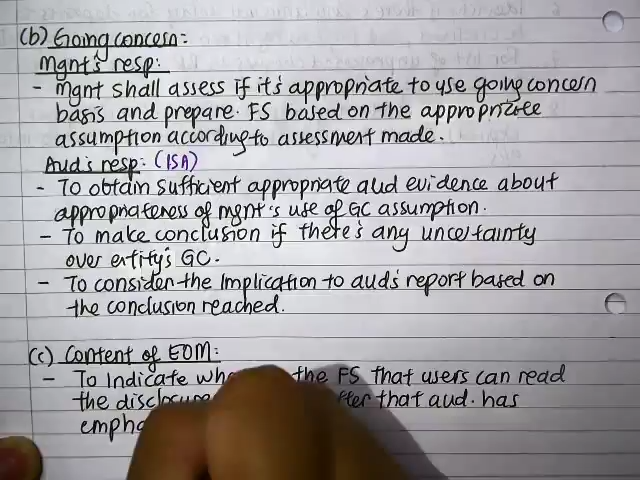 (b) Going concern:
Mgnt's resp:
- Mgnt shall assess if it's appropriate to use going concern
basis and prepare FS based on the appropriate
assumption according to assessment made.
Aud's resp: (ISA)
- To obtain sufficient appropriate aud evidence about
appropriateness of mgnt's use of GC assumption.
- To make conclusion if there's any uncertainty
over entity's GC.
- To consider the implication to aud's report based on
the conclusion reached.
(c) Content of EOM:
- To indicate the FS that users can read
the that aud. has